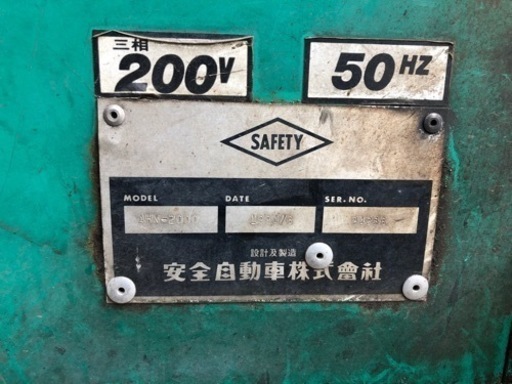 三相
200V
50HZ
SAFETY
MODEL DATE SER.NO.
設計及製造
安全自動車株式會社